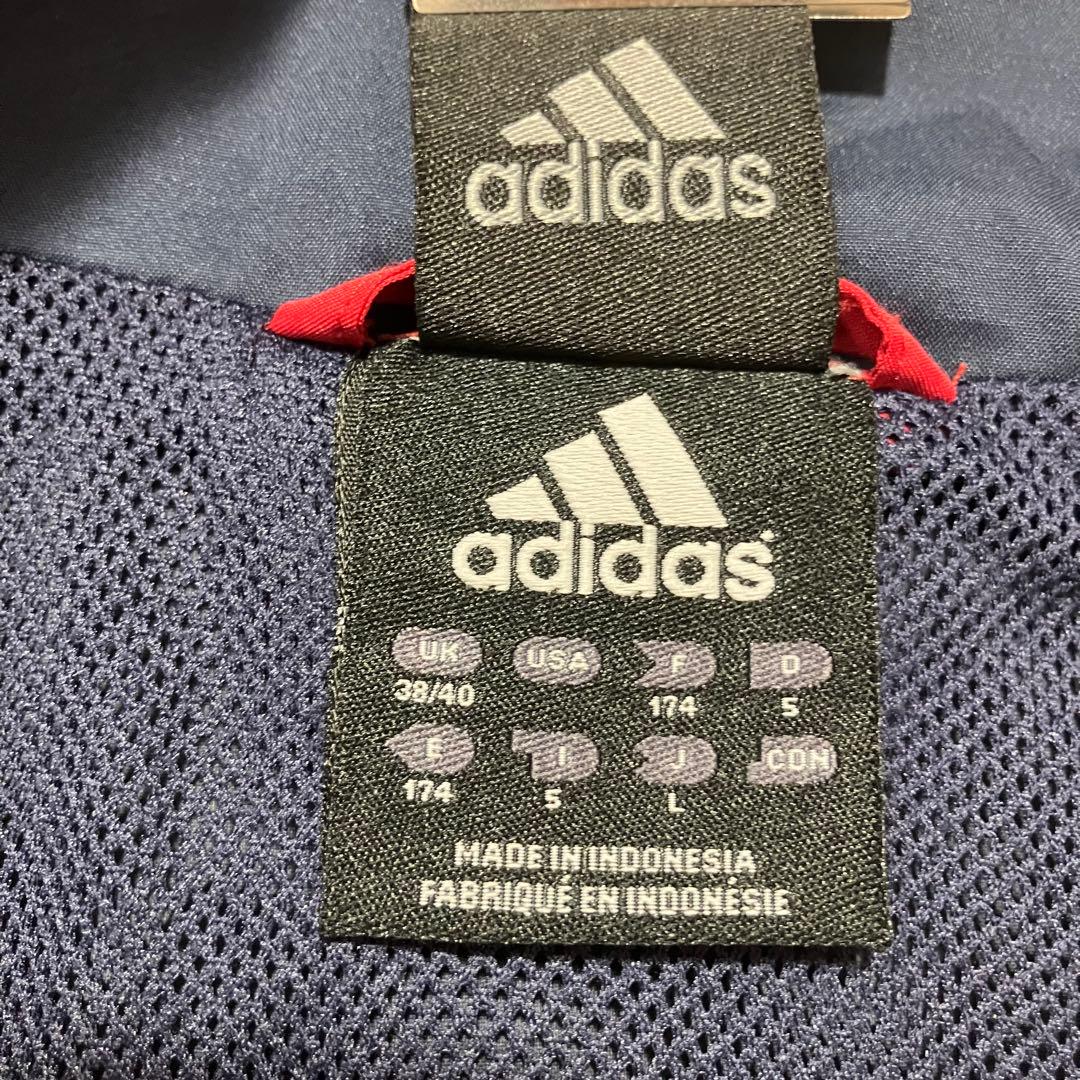 adidas
adidas
UK USA F D
38/40 174 5
E I J CON
174 5 L
MADE IN INDONESIA
FABRIQUÉ EN INDONÉSIE